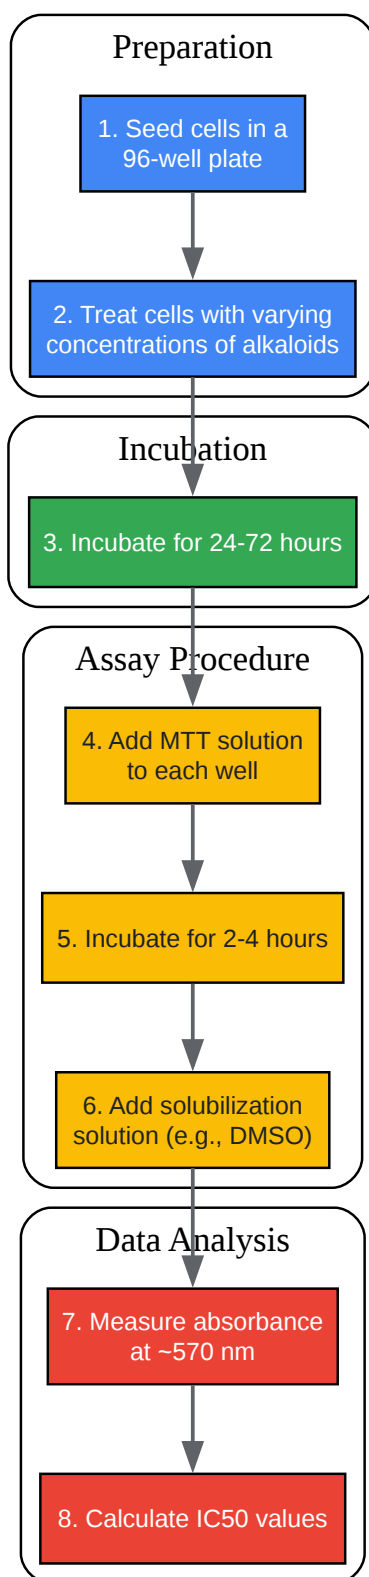 Preparation
1. Seed cells in a
96-well plate
2. Treat cells with varying
concentrations of alkaloids
Incubation
3. Incubate for 24-72 hours
Assay Procedure
4. Add MTT solution
to each well
5. Incubate for 2-4 hours
6. Add solubilization
solution (e.g., DMSO)
Data Analysis
7. Measure absorbance
at ~570 nm
8. Calculate IC50 values